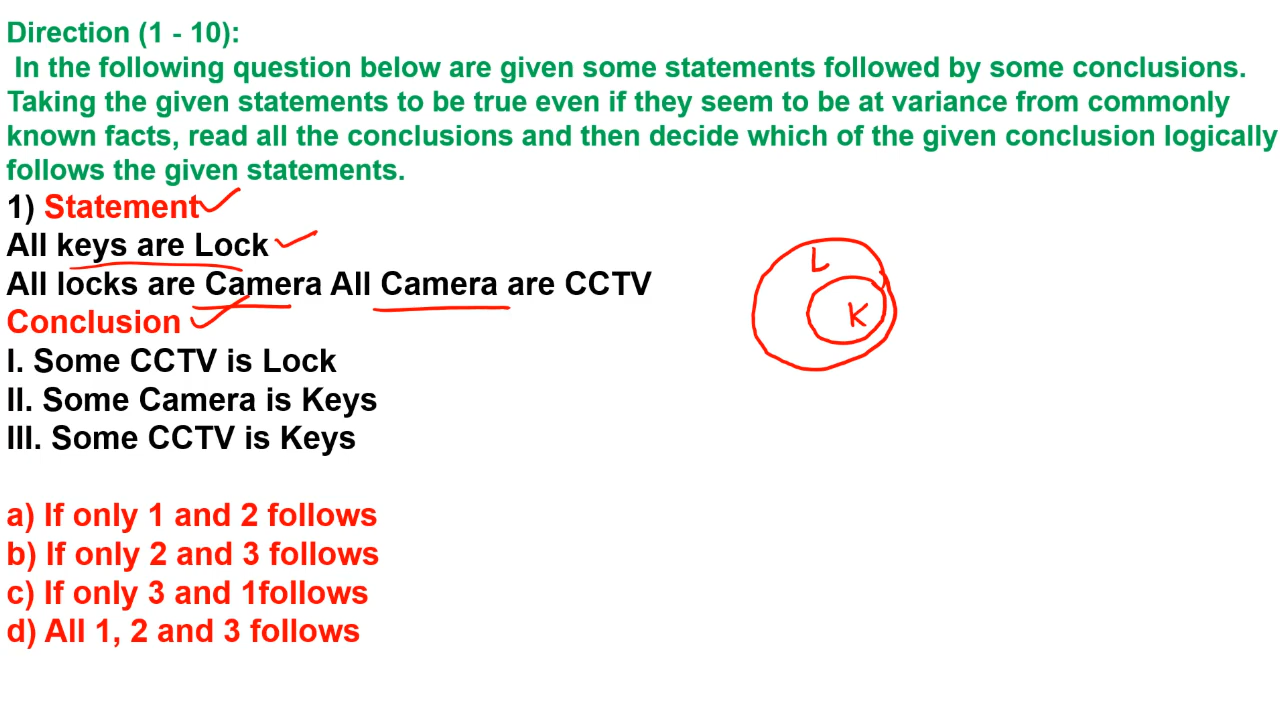 Direction (1 - 10):
In the following question below are given some statements followed by some conclusions.
Taking the given statements to be true even if they seem to be at variance from commonly
known facts, read all the conclusions and then decide which of the given conclusion logically
follows the given statements.
1) Statement
All keys are Lock
All locks are Camera All Camera are CCTV
Conclusion
I. Some CCTV is Lock
II. Some Camera is Keys
III. Some CCTV is Keys
a) If only 1 and 2 follows
b) If only 2 and 3 follows
c) If only 3 and 1follows
d) All 1, 2 and 3 follows
L
K